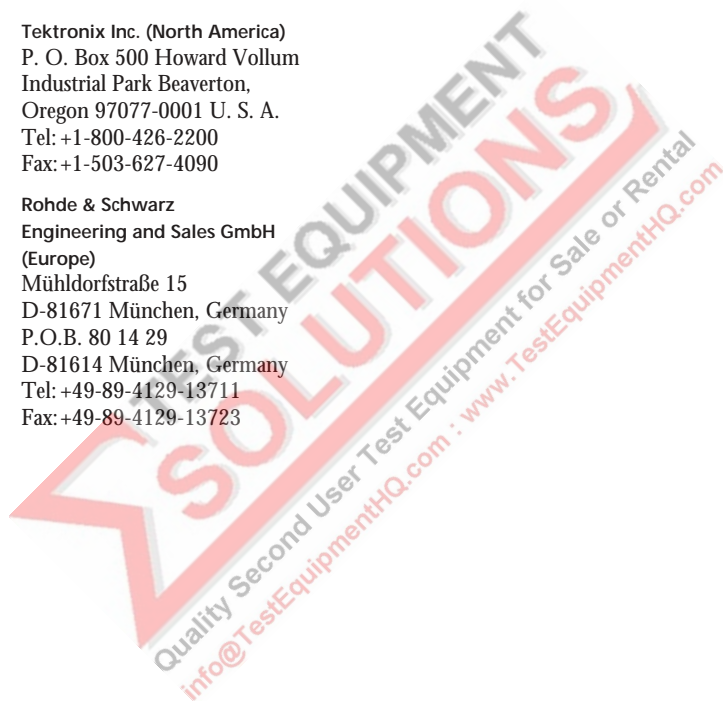 Tektronix Inc. (North America)
P. O. Box 500 Howard Vollum
Industrial Park Beaverton,
Oregon 97077-0001 U. S. A.
Tel: +1-800-426-2200
Fax: +1-503-627-4090
Rohde & Schwarz
Engineering and Sales GmbH
(Europe)
Mühldorfstraße 15
D-81671 München, Germany
P.O.B. 80 14 29
D-81614 München, Germany
Tel: +49-89-4129-13711
Fax: +49-89-4129-13723
TEST EQUIPMENT
SOLUTIONS
Quality Second User Test Equipment for Sale or Rental
info@TestEquipmentHQ.com : www.TestEquipmentHQ.com